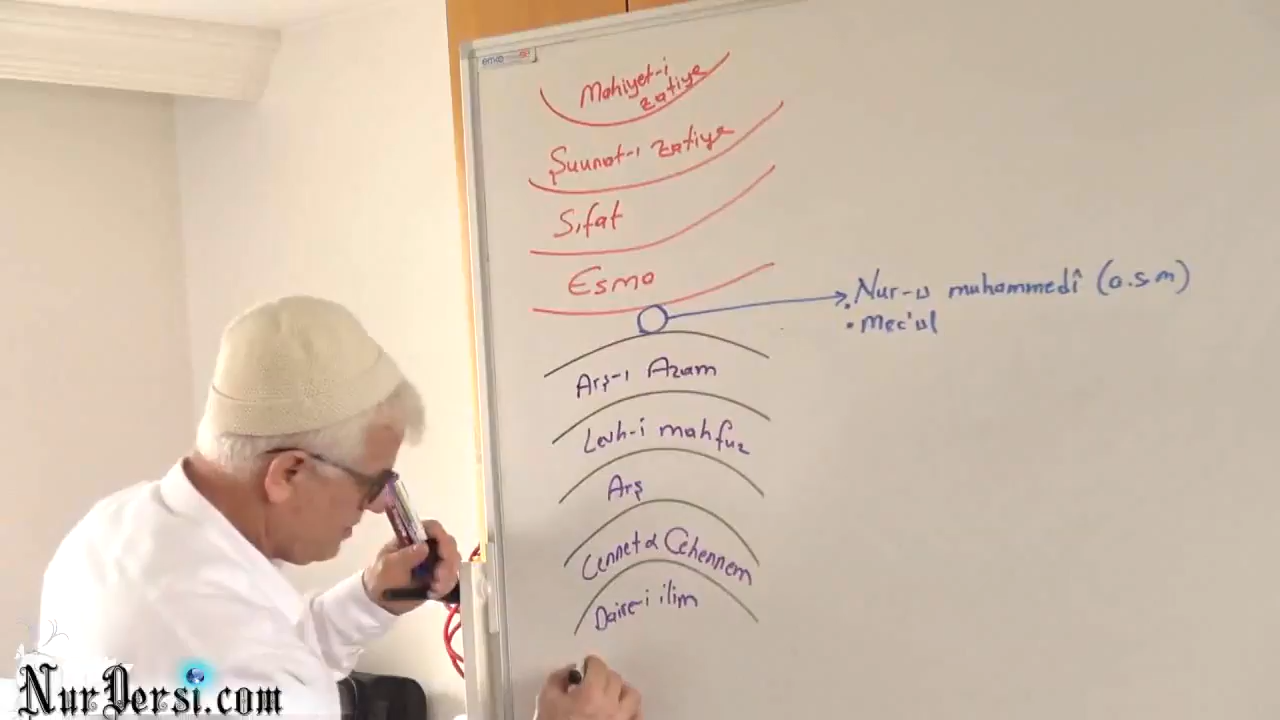 emko
Mahiyet-i
zatiye
Şuunat-ı zatiye
Sıfat
Esma
Nur-u muhammedî (a.s.m)
• Mec'ul
Arş-ı Azam
Levh-i mahfuz
Arş
Cennet & Cehennem
Daire-i ilim
NurDersi.com